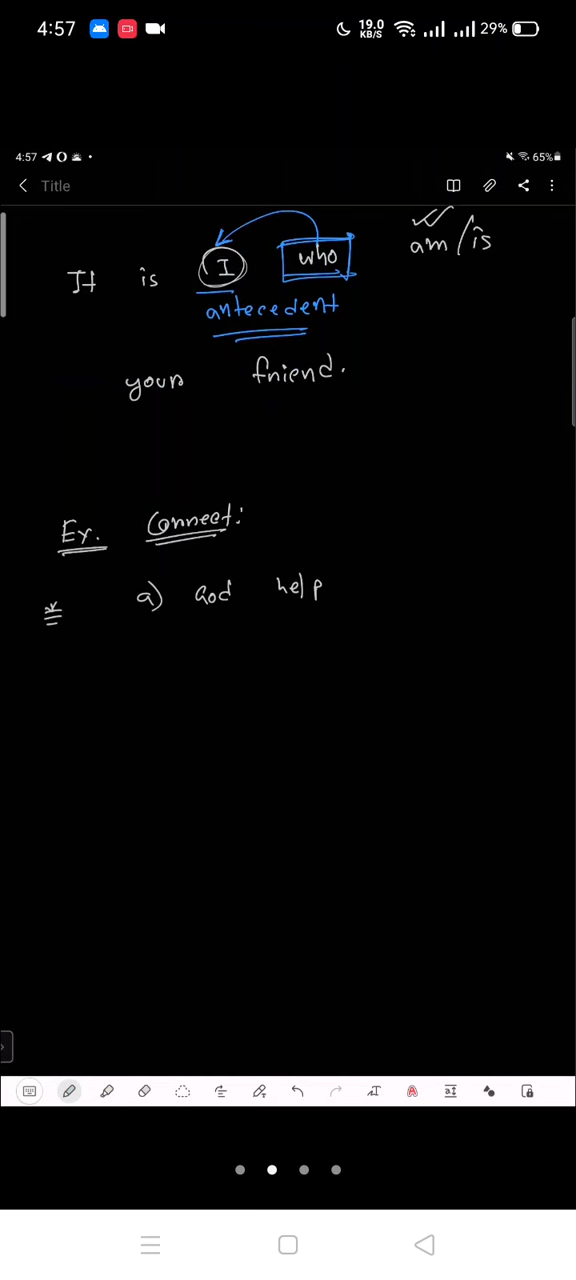 4:57 19.0 KB/S 29%
4:57 65%
Title
It is I who am/is
antecedent
your friend.
Ex. Connect:
a) God help